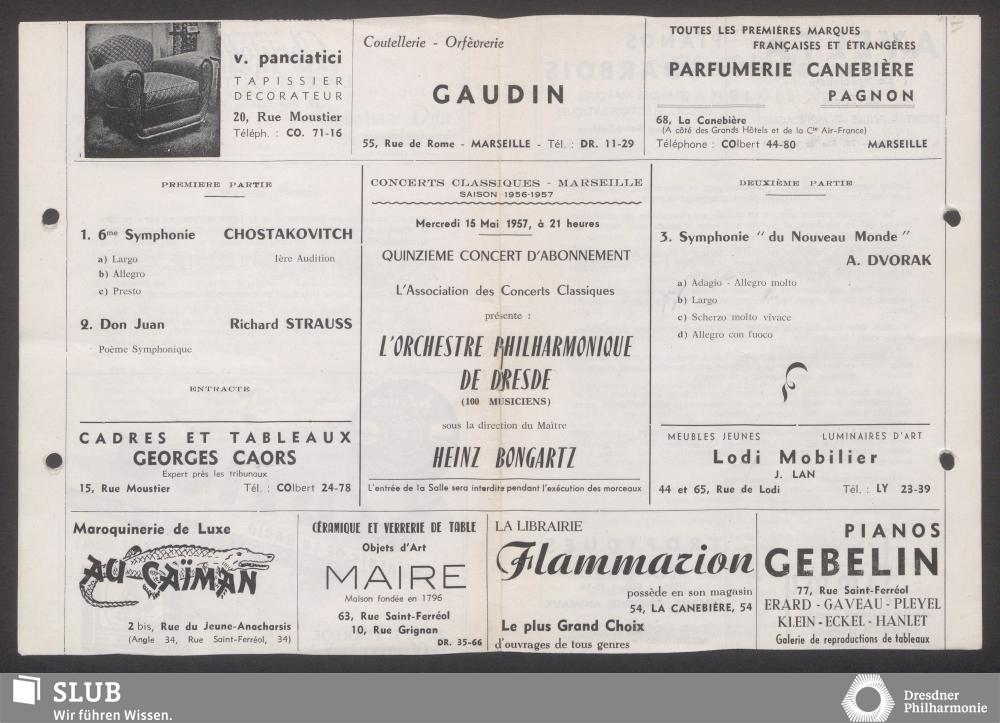 v. panciatici
TAPISSIER
DÉCORATEUR
20, Rue Moustier
Téléph. : CO. 71-16
Coutellerie - Orfèvrerie
GAUDIN
55, Rue de Rome - MARSEILLE - Tél. : DR. 11-29
TOUTES LES PREMIÈRES MARQUES
FRANÇAISES ET ÉTRANGÈRES
PARFUMERIE CANEBIÈRE
PAGNON
68, La Canebière
(A côté des Grands Hôtels et de la Cie Air-France)
Téléphone : COlbert 44-80 MARSEILLE
PREMIERE PARTIE
1. 6me Symphonie CHOSTAKOVITCH
a) Largo 1ère Audition
b) Allegro
c) Presto
2. Don Juan Richard STRAUSS
Poème Symphonique
ENTRACTE
CADRES ET TABLEAUX
GEORGES CAORS
Expert près les tribunaux
15, Rue Moustier Tél. : COlbert 24-78
CONCERTS CLASSIQUES - MARSEILLE
SAISON 1956-1957
Mercredi 15 Mai 1957, à 21 heures
QUINZIEME CONCERT D'ABONNEMENT
L'Association des Concerts Classiques
présente :
L'ORCHESTRE PHILHARMONIQUE
DE DRESDE
(100 MUSICIENS)
sous la direction du Maître
HEINZ BONGARTZ
L'entrée de la Salle sera interdite pendant l'exécution des morceaux
DEUXIÈME PARTIE
3. Symphonie " du Nouveau Monde "
A. DVORAK
a) Adagio - Allegro molto
b) Largo
c) Scherzo molto vivace
d) Allegro con fuoco
MEUBLES JEUNES LUMINAIRES D'ART
Lodi Mobilier
J. LAN
44 et 65, Rue de Lodi Tél. : LY 23-39
Maroquinerie de Luxe
AU CAÏMAN
2 bis, Rue du Jeune-Anacharsis
(Angle 34, Rue Saint-Ferréol, 34)
CÉRAMIQUE ET VERRERIE DE TABLE
Objets d'Art
MAIRE
Maison fondée en 1796
63, Rue Saint-Ferréol
10, Rue Grignan
DR. 35-66
LA LIBRAIRIE
Flammarion
possède en son magasin
54, LA CANEBIÈRE, 54
Le plus Grand Choix
d'ouvrages de tous genres
PIANOS
GEBELIN
77, Rue Saint-Ferréol
ERARD - GAVEAU - PLEYEL
KLEIN - ECKEL - HANLET
Galerie de reproductions de tableaux
SLUB
Wir führen Wissen.
Dresdner
Philharmonie